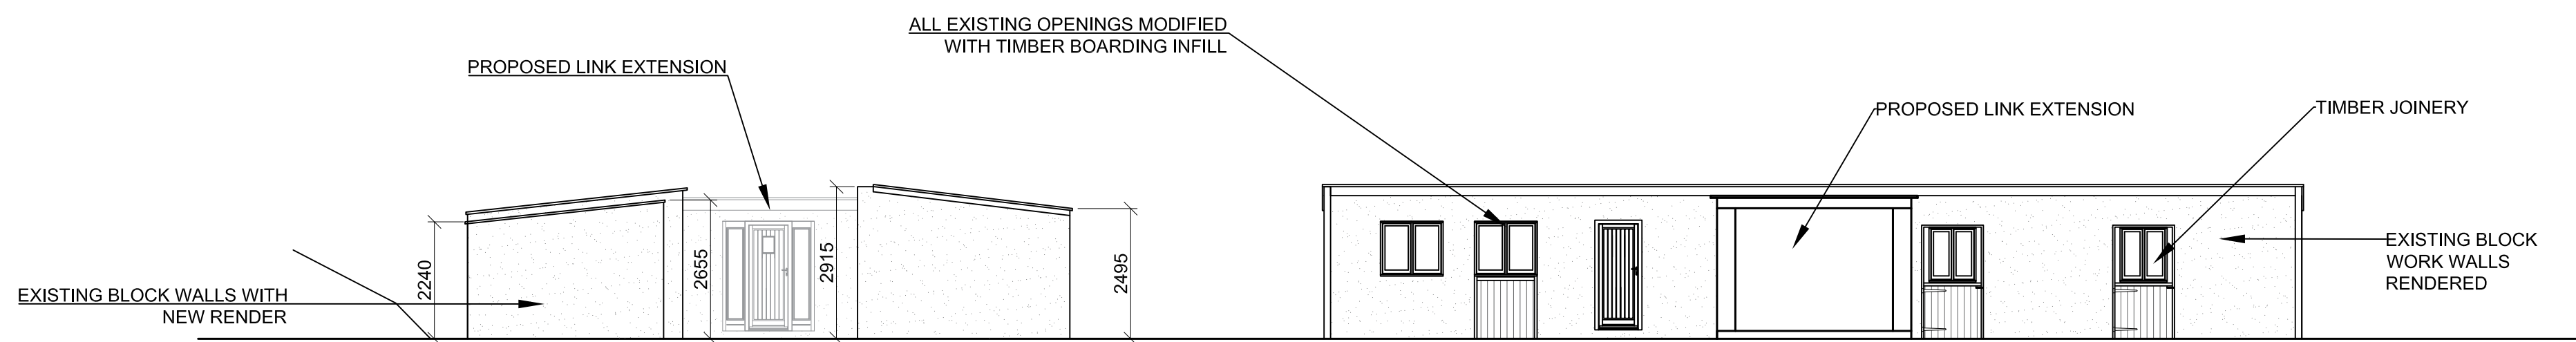 ALL EXISTING OPENINGS MODIFIED
WITH TIMBER BOARDING INFILL
PROPOSED LINK EXTENSION
PROPOSED LINK EXTENSION
TIMBER JOINERY
EXISTING BLOCK
WORK WALLS
RENDERED
EXISTING BLOCK WALLS WITH
NEW RENDER
2240
2655
2915
2495